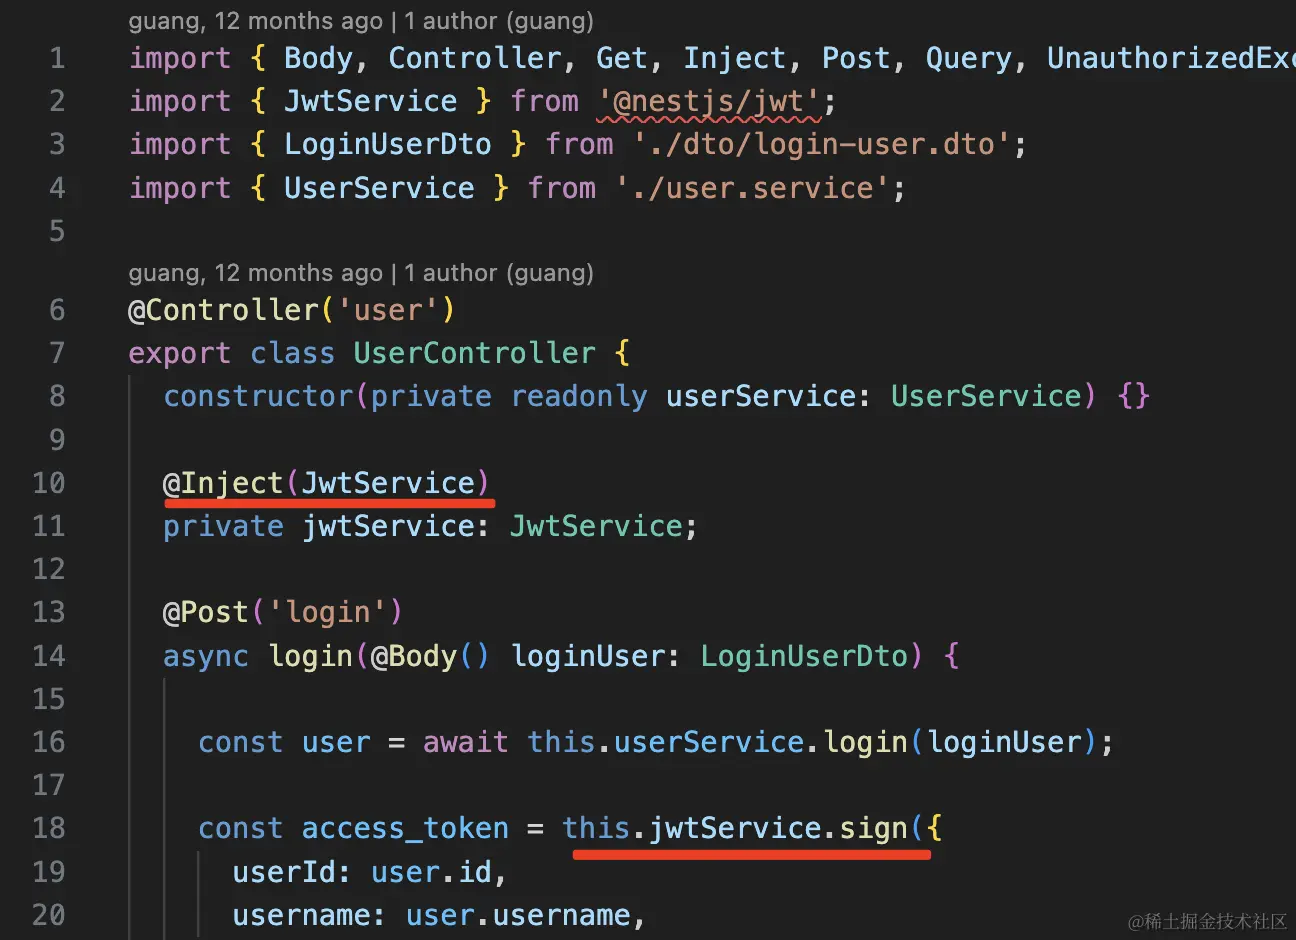 guang, 12 months ago | 1 author (guang)
1 import { Body, Controller, Get, Inject, Post, Query,
2 import { JwtService } from '@nestjs/jwt';
3 import { LoginUserDto } from './dto/login-user.dto';
4 import { UserService } from './user.service';
5
guang, 12 months ago | 1 author (guang)
6 @Controller('user')
7 export class UserController {
8 constructor(private readonly userService: UserService) {}
9
10 @Inject(JwtService)
11 private jwtService: JwtService;
12
13 @Post('login')
14 async login(@Body() loginUser: LoginUserDto) {
15
16 const user = await this.userService.login(loginUser);
17
18 const access_token = this.jwtService.sign({
19 userId: user.id,
20 username: user.username,
@稀土掘金技术社区